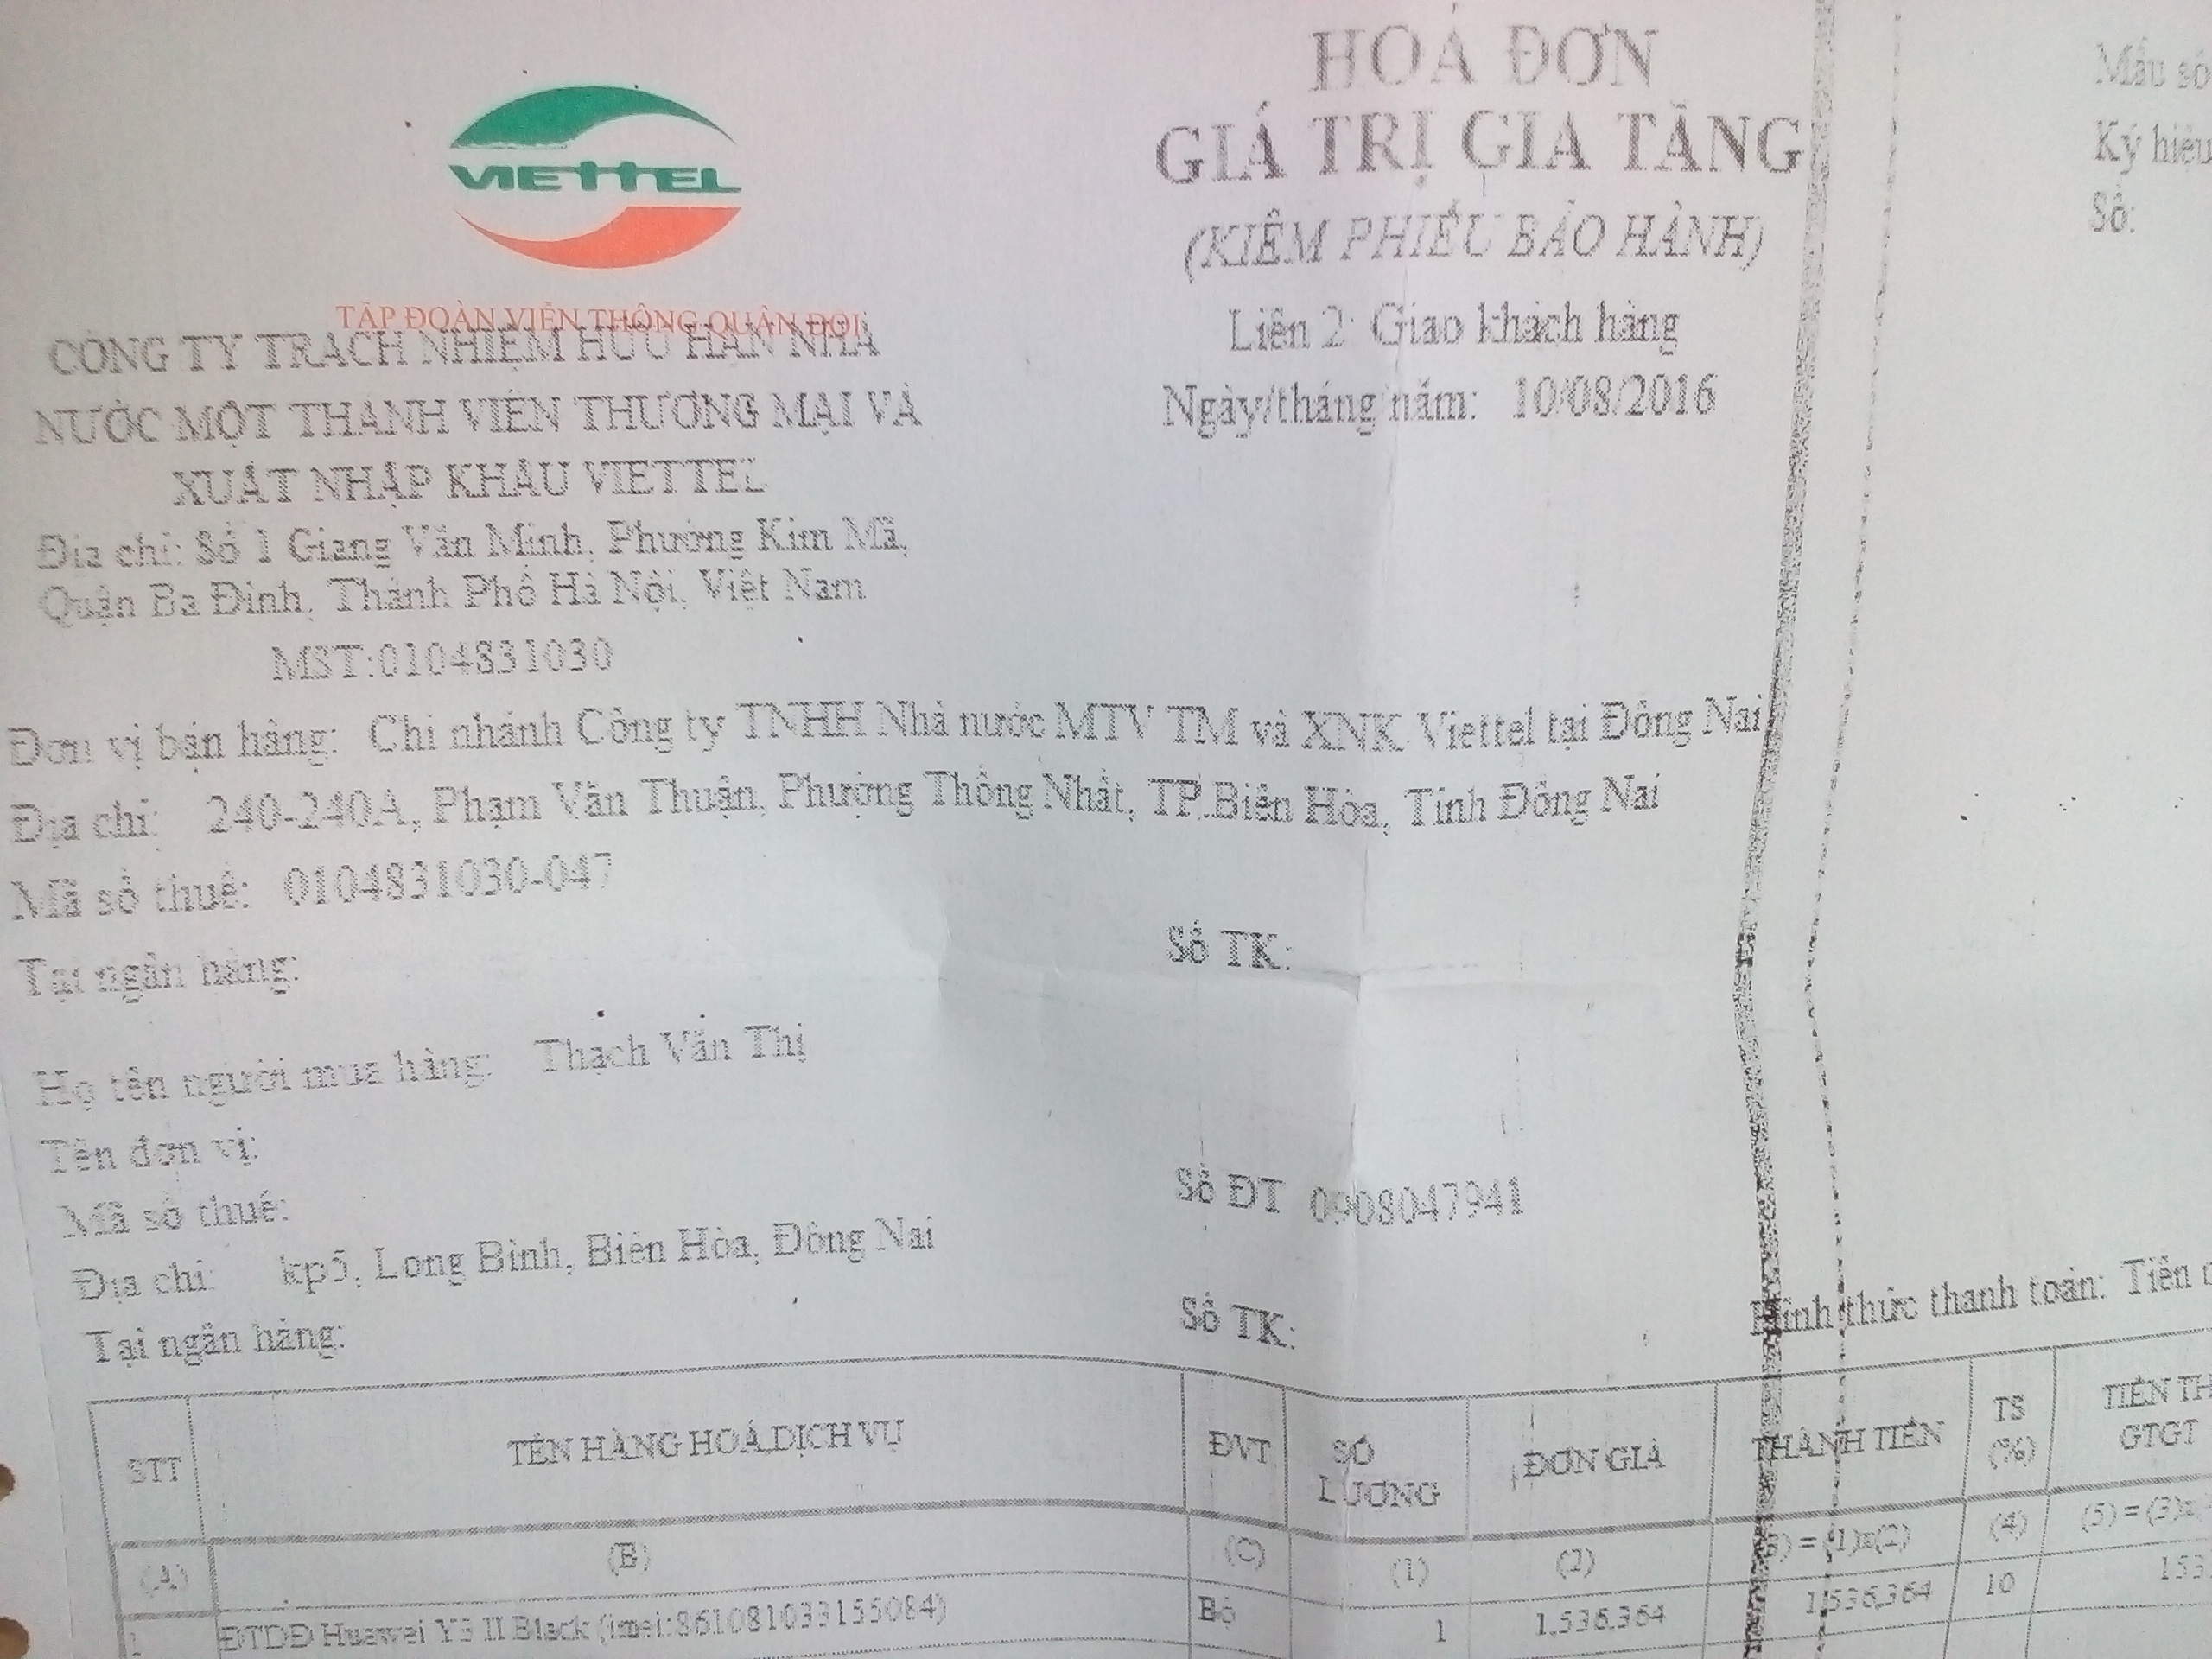 VIETTEL
TẬP ĐOÀN VIỄN THÔNG QUÂN ĐỘI
CÔNG TY TRÁCH NHIỆM HỮU HẠN NHÀ
NƯỚC MỘT THÀNH VIÊN THƯƠNG MẠI VÀ
XUẤT NHẬP KHẨU VIETTEL
Địa chỉ: Số 1 Giang Văn Minh, Phường Kim Mã,
Quận Ba Đình, Thành Phố Hà Nội, Việt Nam
MST:0104831030
HOÁ ĐƠN
GIÁ TRỊ GIA TĂNG
(KIÊM PHIẾU BẢO HÀNH)
Liên 2: Giao khách hàng
Ngày/tháng năm: 10/08/2016
Mẫu số
Ký hiệu
Số:
Đơn vị bán hàng: Chi nhánh Công ty TNHH Nhà nước MTV TM và XNK Viettel tại Đồng Nai
Địa chỉ: 240-240A, Phạm Văn Thuận, Phường Thống Nhất, TP.Biên Hòa, Tỉnh Đồng Nai
Mã số thuế: 0104831030-047
Tại ngân hàng: Số TK:
Họ tên người mua hàng: Thạch Văn Thị
Tên đơn vị:
Mã số thuế: Số ĐT 0908047941
Địa chỉ: kp5, Long Bình, Biên Hòa, Đồng Nai
Tại ngân hàng: Số TK: Hình thức thanh toán: Tiền
STT TÊN HÀNG HOÁ,DỊCH VỤ ĐVT SỐ LƯỢNG ĐƠN GIÁ THÀNH TIỀN TS (%) TIỀN TH GTGT
(A) (B) (C) (1) (2) (3) = (1)x(2) (4) (5) = (3)x
1 ĐTDĐ Huawei Y3 II Black (imei:861081033155084) Bộ 1 1,536,364 1,536,364 10 153